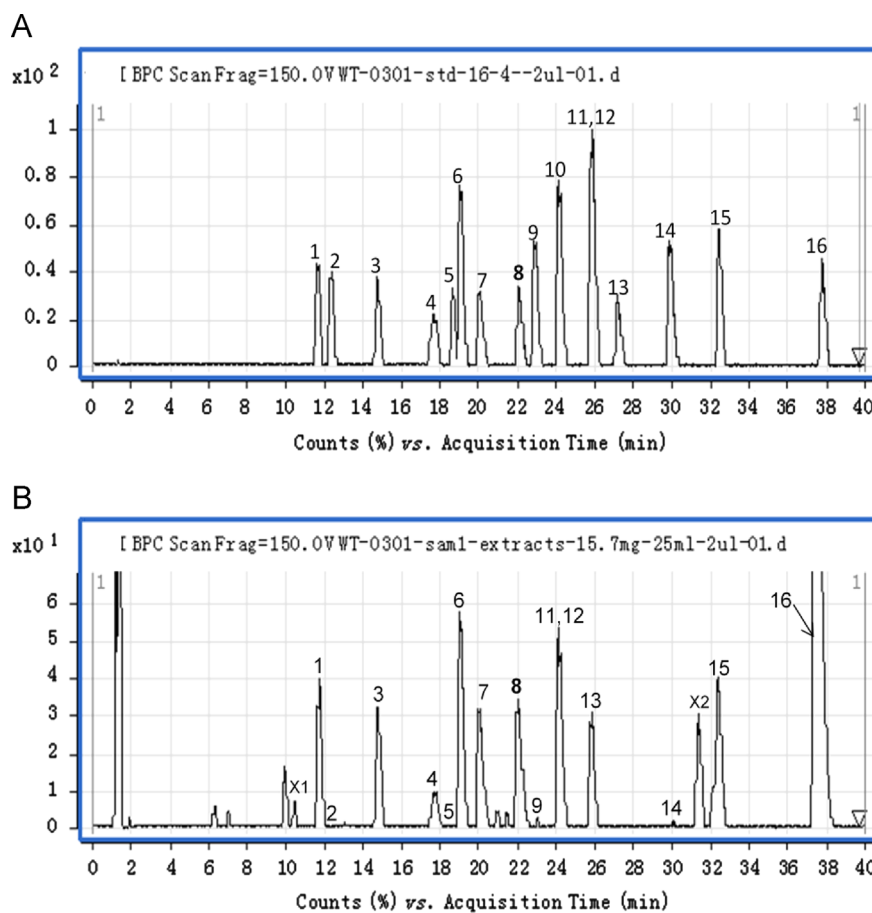 A
x10 2
[ BPC Scan Frag=150.0V WT-0301-std-16-4--2ul-01.d
1 1
1
0.8
0.6
0.4
0.2
0
1 2 3 4 5 6 7 8 9 10 11,12 13 14 15 16
0 2 4 6 8 10 12 14 16 18 20 22 24 26 28 30 32 34 36 38 40
Counts (%) vs. Acquisition Time (min)
B
x10 1
[ BPC Scan Frag=150.0V WT-0301-sam1-extracts-15.7mg-25ml-2ul-01.d
1 1
6
5
4
3
2
1
0
X1 1 2 3 4 5 6 7 8 9 11,12 13 14 X2 15 16
0 2 4 6 8 10 12 14 16 18 20 22 24 26 28 30 32 34 36 38 40
Counts (%) vs. Acquisition Time (min)